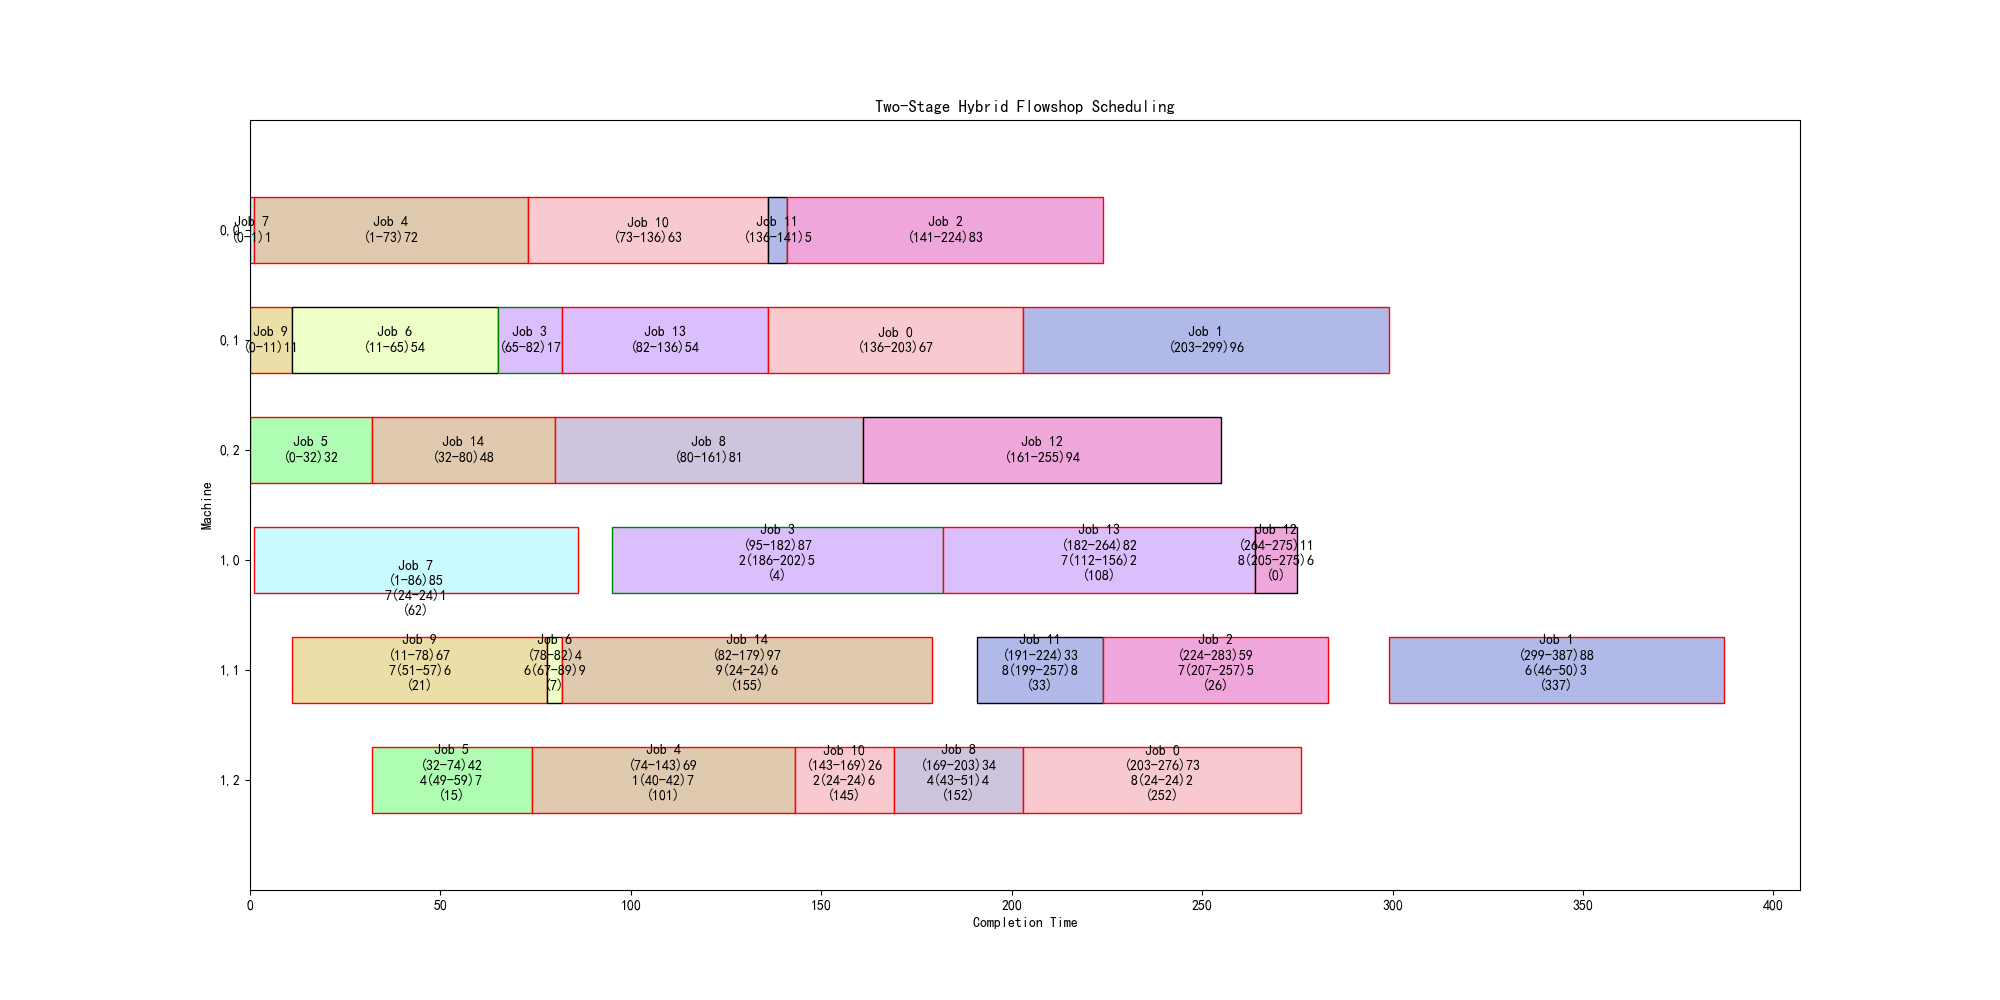 Two-Stage Hybrid Flowshop Scheduling
0,0
Job 7
(0-1)1
Job 4
(1-73)72
Job 10
(73-136)63
Job 11
(136-141)5
Job 2
(141-224)83
0,1
Job 9
(0-11)11
Job 6
(11-65)54
Job 3
(65-82)17
Job 13
(82-136)54
Job 0
(136-203)67
Job 1
(203-299)96
0,2
Job 5
(0-32)32
Job 14
(32-80)48
Job 8
(80-161)81
Job 12
(161-255)94
Machine
1,0
Job 7
(1-86)85
7(24-24)1
(62)
Job 3
(95-182)87
2(186-202)5
(4)
Job 13
(182-264)82
7(112-156)2
(108)
Job 12
(264-275)11
8(205-275)6
(0)
1,1
Job 9
(11-78)67
7(51-57)6
(21)
Job 6
(78-82)4
6(67-89)9
(7)
Job 14
(82-179)97
9(24-24)6
(155)
Job 11
(191-224)33
8(199-257)8
(33)
Job 2
(224-283)59
7(207-257)5
(26)
Job 1
(299-387)88
6(46-50)3
(337)
1,2
Job 5
(32-74)42
4(49-59)7
(15)
Job 4
(74-143)69
1(40-42)7
(101)
Job 10
(143-169)26
2(24-24)6
(145)
Job 8
(169-203)34
4(43-51)4
(152)
Job 0
(203-276)73
8(24-24)2
(252)
0 50 100 150 200 250 300 350 400
Completion Time